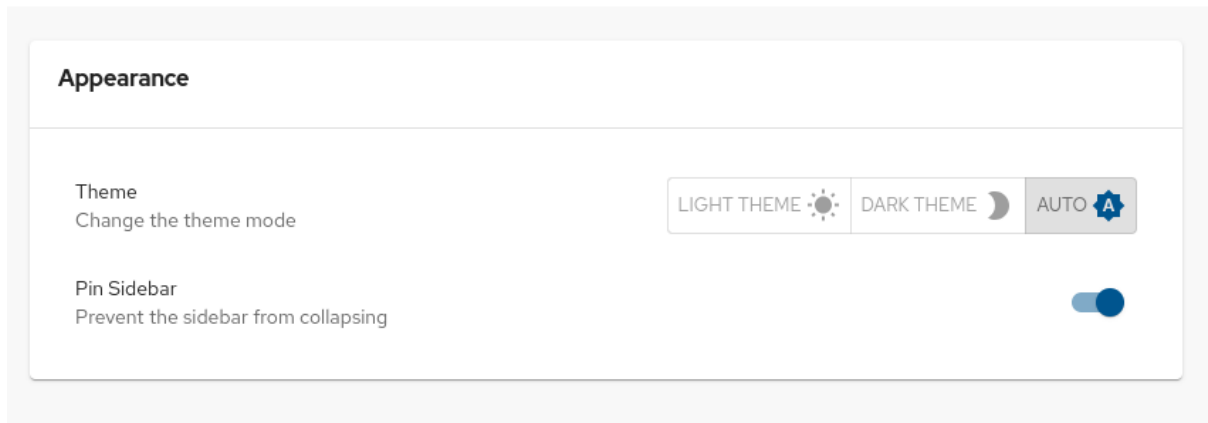 Appearance
Theme
Change the theme mode
LIGHT THEME
DARK THEME
AUTO A
Pin Sidebar
Prevent the sidebar from collapsing